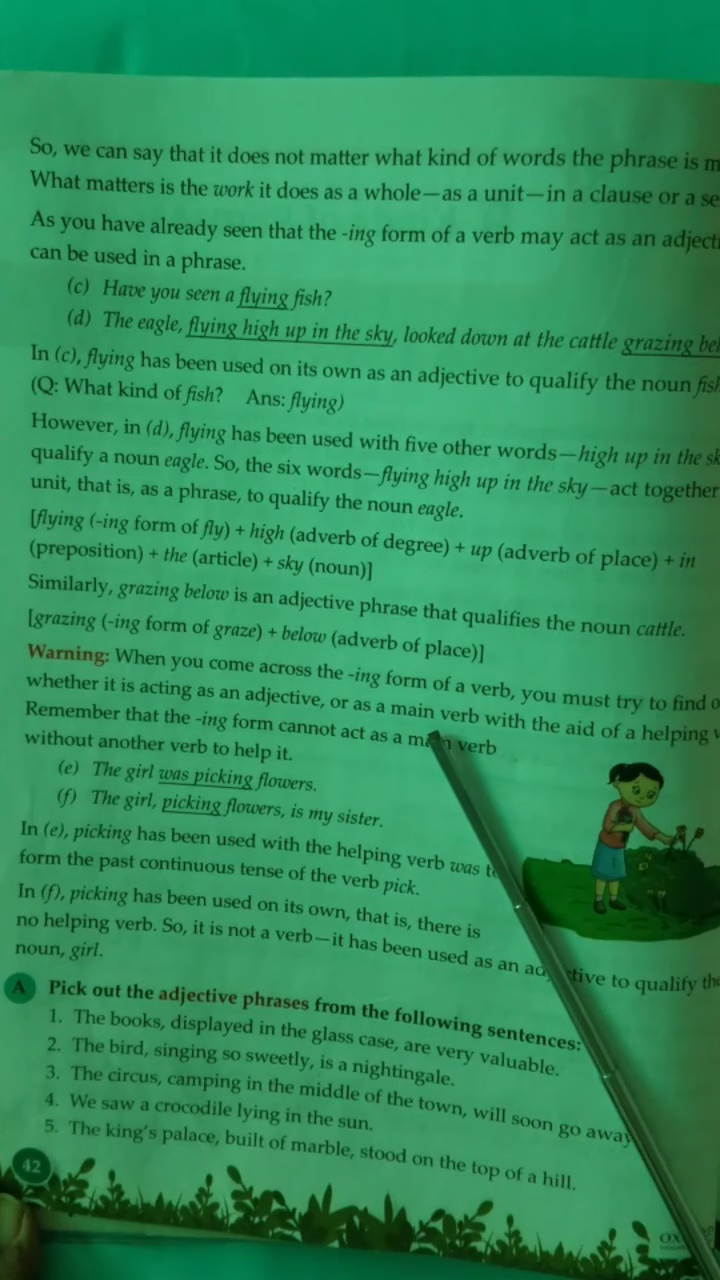 So, we can say that it does not matter what kind of words the phrase is m
What matters is the work it does as a whole—as a unit—in a clause or a se
As you have already seen that the -ing form of a verb may act as an adjecti
can be used in a phrase.
(c) Have you seen a flying fish?
(d) The eagle, flying high up in the sky, looked down at the cattle grazing bel
In (c), flying has been used on its own as an adjective to qualify the noun fish
(Q: What kind of fish? Ans: flying)
However, in (d), flying has been used with five other words—high up in the sk
qualify a noun eagle. So, the six words—flying high up in the sky—act together
unit, that is, as a phrase, to qualify the noun eagle.
[flying (-ing form of fly) + high (adverb of degree) + up (adverb of place) + in
(preposition) + the (article) + sky (noun)]
Similarly, grazing below is an adjective phrase that qualifies the noun cattle.
[grazing (-ing form of graze) + below (adverb of place)]
Warning: When you come across the -ing form of a verb, you must try to find o
whether it is acting as an adjective, or as a main verb with the aid of a helping v
Remember that the -ing form cannot act as a main verb
without another verb to help it.
(e) The girl was picking flowers.
(f) The girl, picking flowers, is my sister.
In (e), picking has been used with the helping verb was to
form the past continuous tense of the verb pick.
In (f), picking has been used on its own, that is, there is
no helping verb. So, it is not a verb—it has been used as an adjective to qualify the
noun, girl.
A Pick out the adjective phrases from the following sentences:
1. The books, displayed in the glass case, are very valuable.
2. The bird, singing so sweetly, is a nightingale.
3. The circus, camping in the middle of the town, will soon go away
4. We saw a crocodile lying in the sun.
5. The king's palace, built of marble, stood on the top of a hill.
42
OX